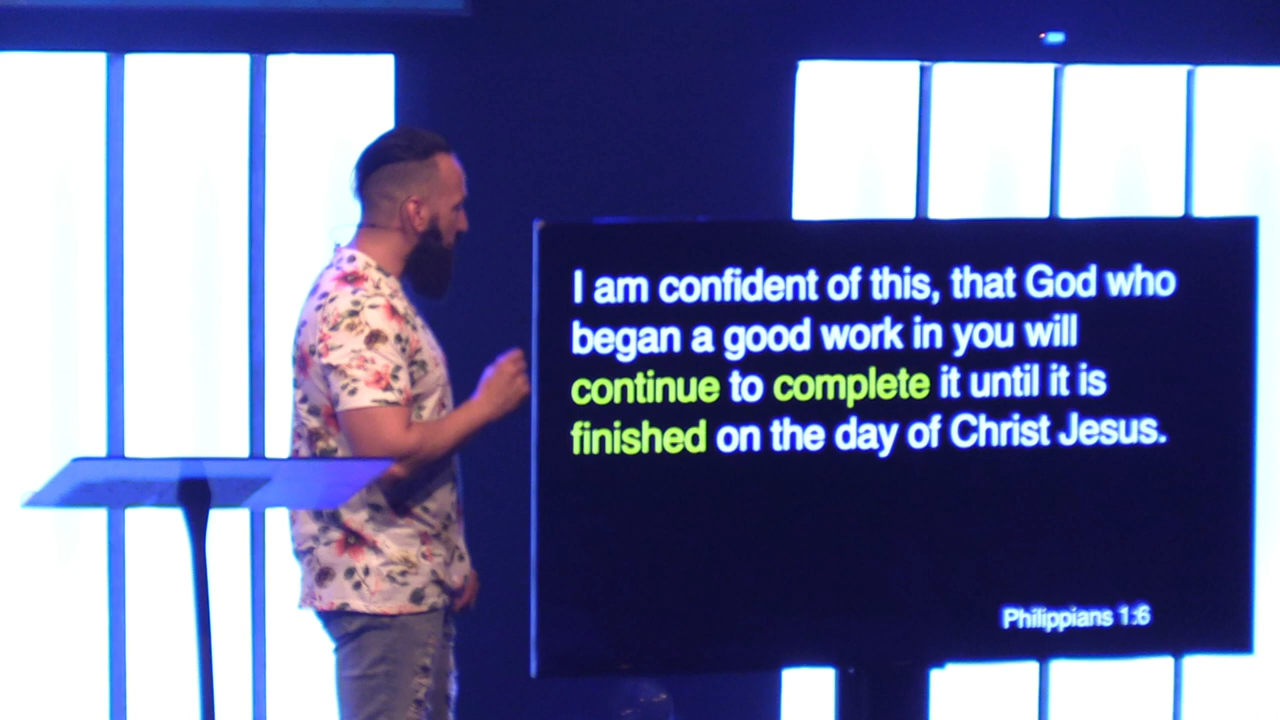 I am confident of this, that God who
began a good work in you will
continue to complete it until it is
finished on the day of Christ Jesus.
Philippians 1:6